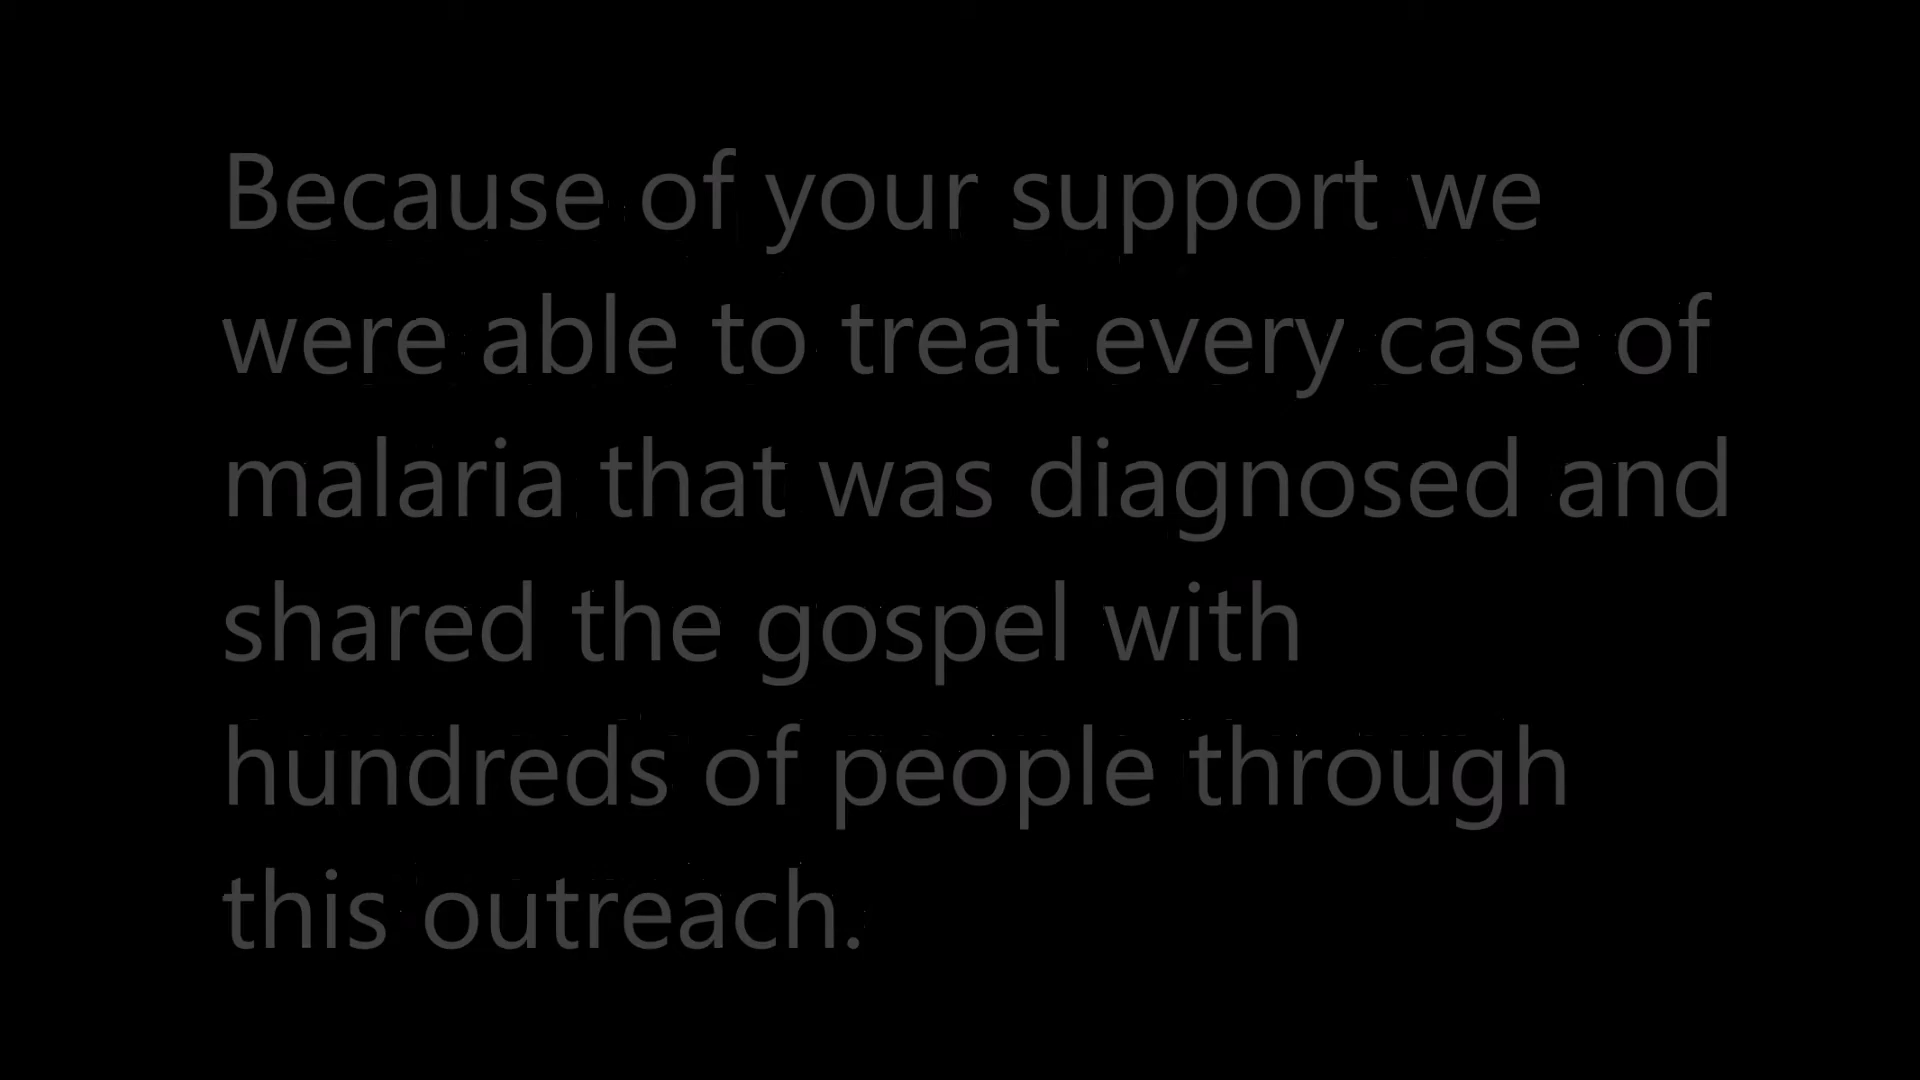 Because of your support we
were able to treat every case of
malaria that was diagnosed and
shared the gospel with
hundreds of people through
this outreach.